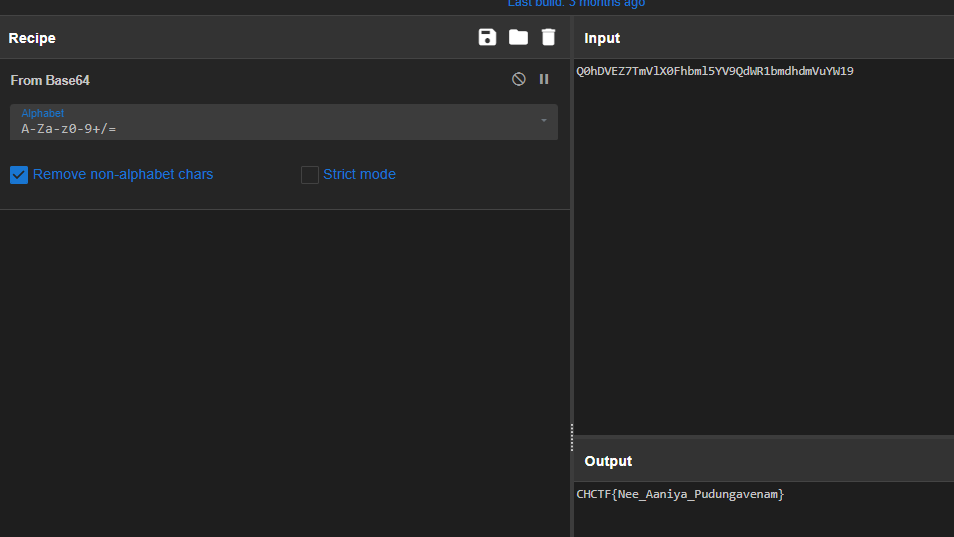 Last build: 3 months ago
Recipe
From Base64
Alphabet
A-Za-z0-9+/=
Remove non-alphabet chars
Strict mode
Input
Q0hDVEZ7TmVlX0Fhbml5YV9QdWR1bmdhdmVuYW19
Output
CHCTF{Nee_Aaniya_Pudungavenam}